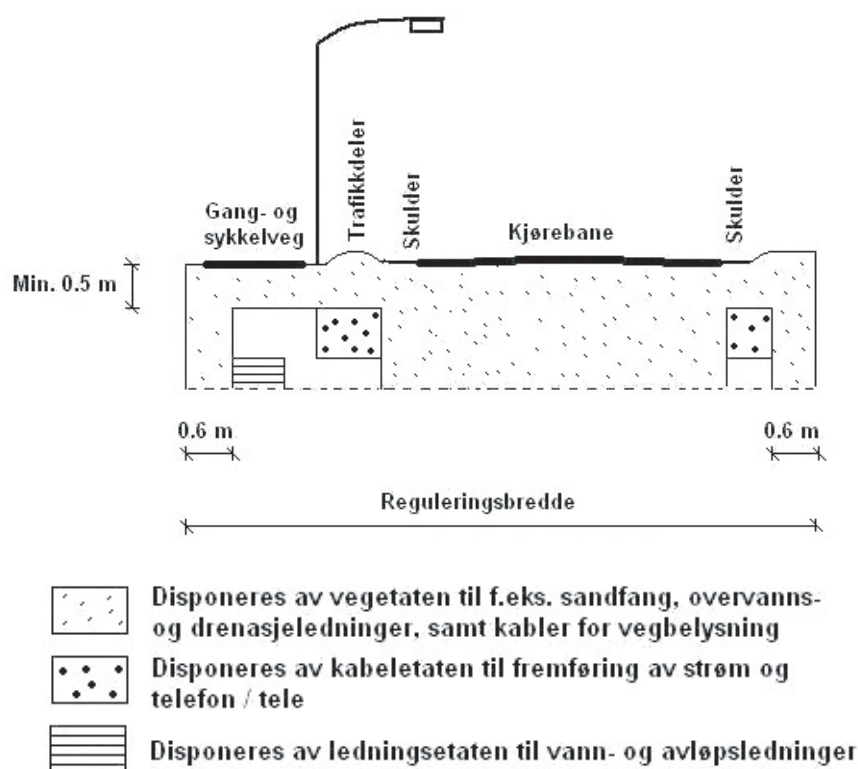 Gang- og
sykkelveg
Trafikkdeler
Skulder
Kjørebane
Skulder
Min. 0.5 m
0.6 m
0.6 m
Reguleringsbredde
Disponeres av vegetaten til f.eks. sandfang, overvanns-
og drenasjeledninger, samt kabler for vegbelysning
Disponeres av kabeletaten til fremføring av strøm og
telefon / tele
Disponeres av ledningsetaten til vann- og avløpsledninger